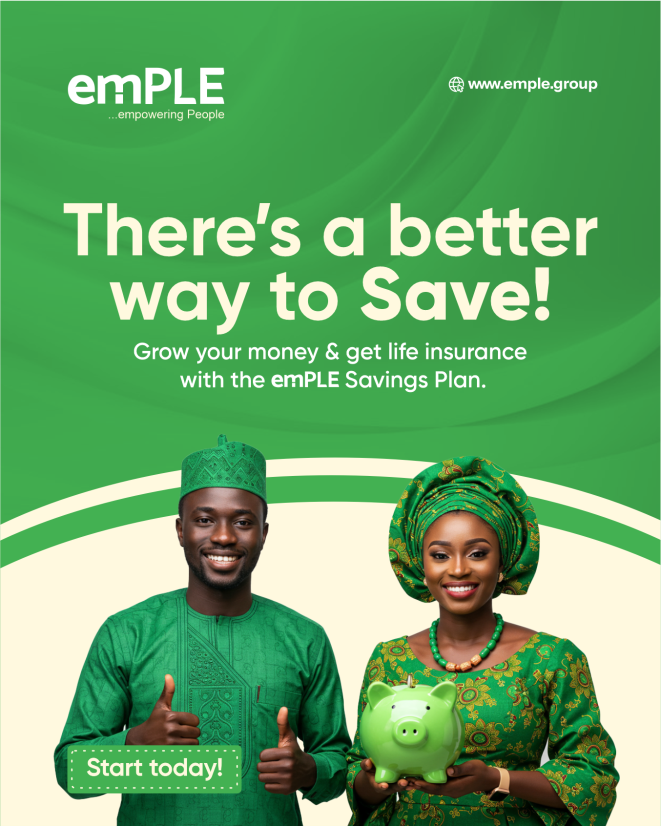 emPLE
...empowering People
www.emple.group
There's a better
way to Save!
Grow your money & get life insurance
with the emPLE Savings Plan.
Start today!